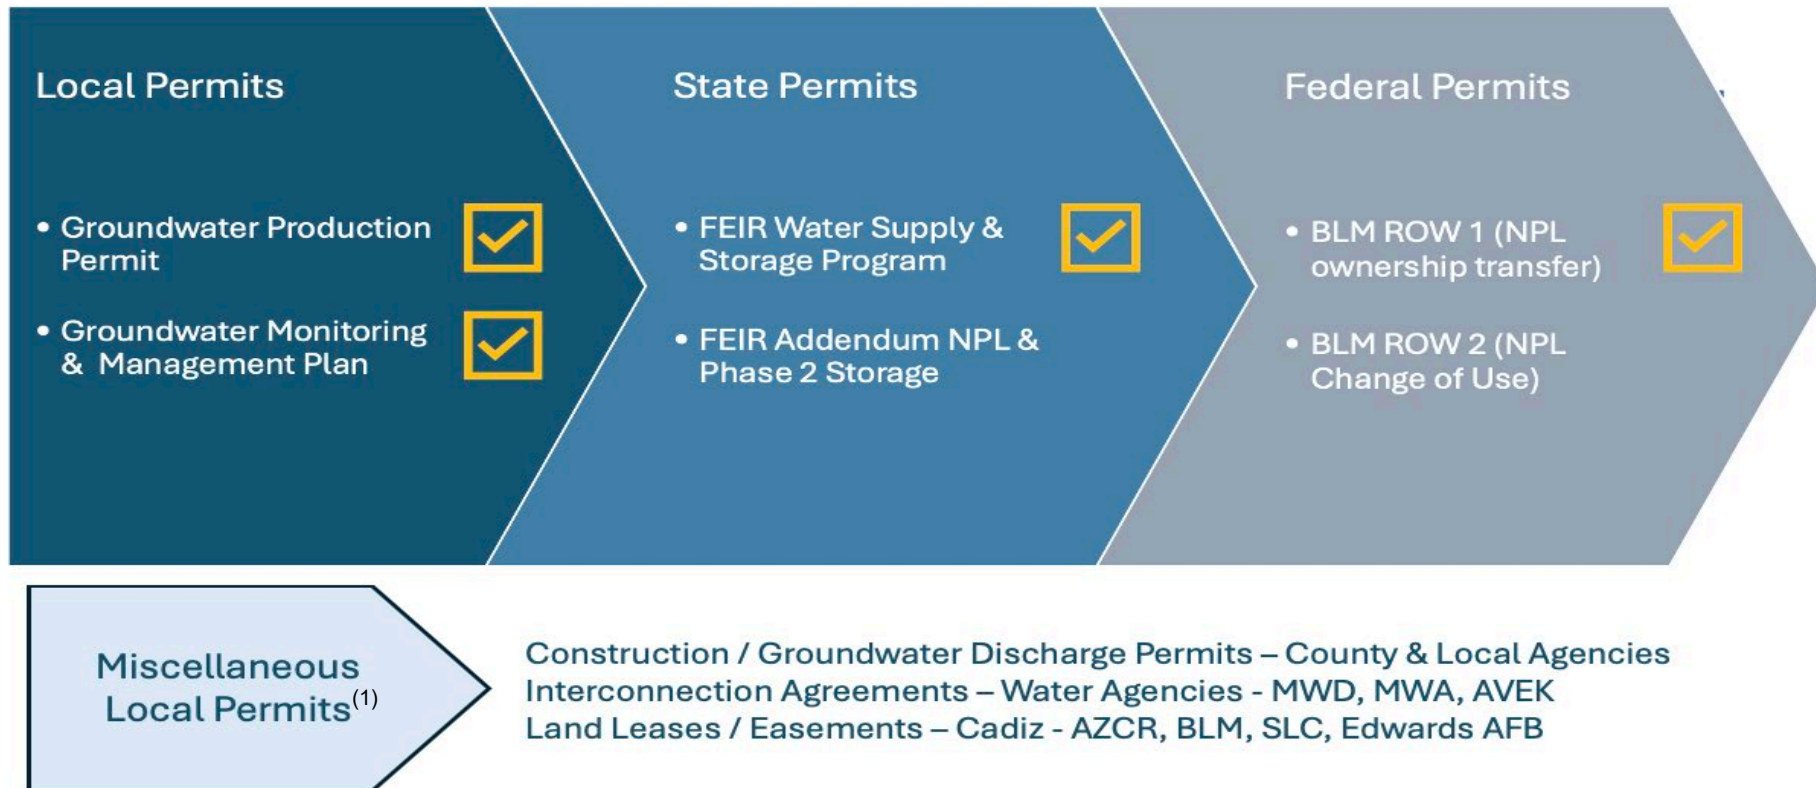 Local Permits
• Groundwater Production
Permit
• Groundwater Monitoring
& Management Plan
State Permits
• FEIR Water Supply &
Storage Program
• FEIR Addendum NPL &
Phase 2 Storage
Federal Permits
• BLM ROW 1 (NPL
ownership transfer)
• BLM ROW 2 (NPL
Change of Use)
Miscellaneous
Local Permits(1)
Construction / Groundwater Discharge Permits – County & Local Agencies
Interconnection Agreements – Water Agencies - MWD, MWA, AVEK
Land Leases / Easements – Cadiz - AZCR, BLM, SLC, Edwards AFB